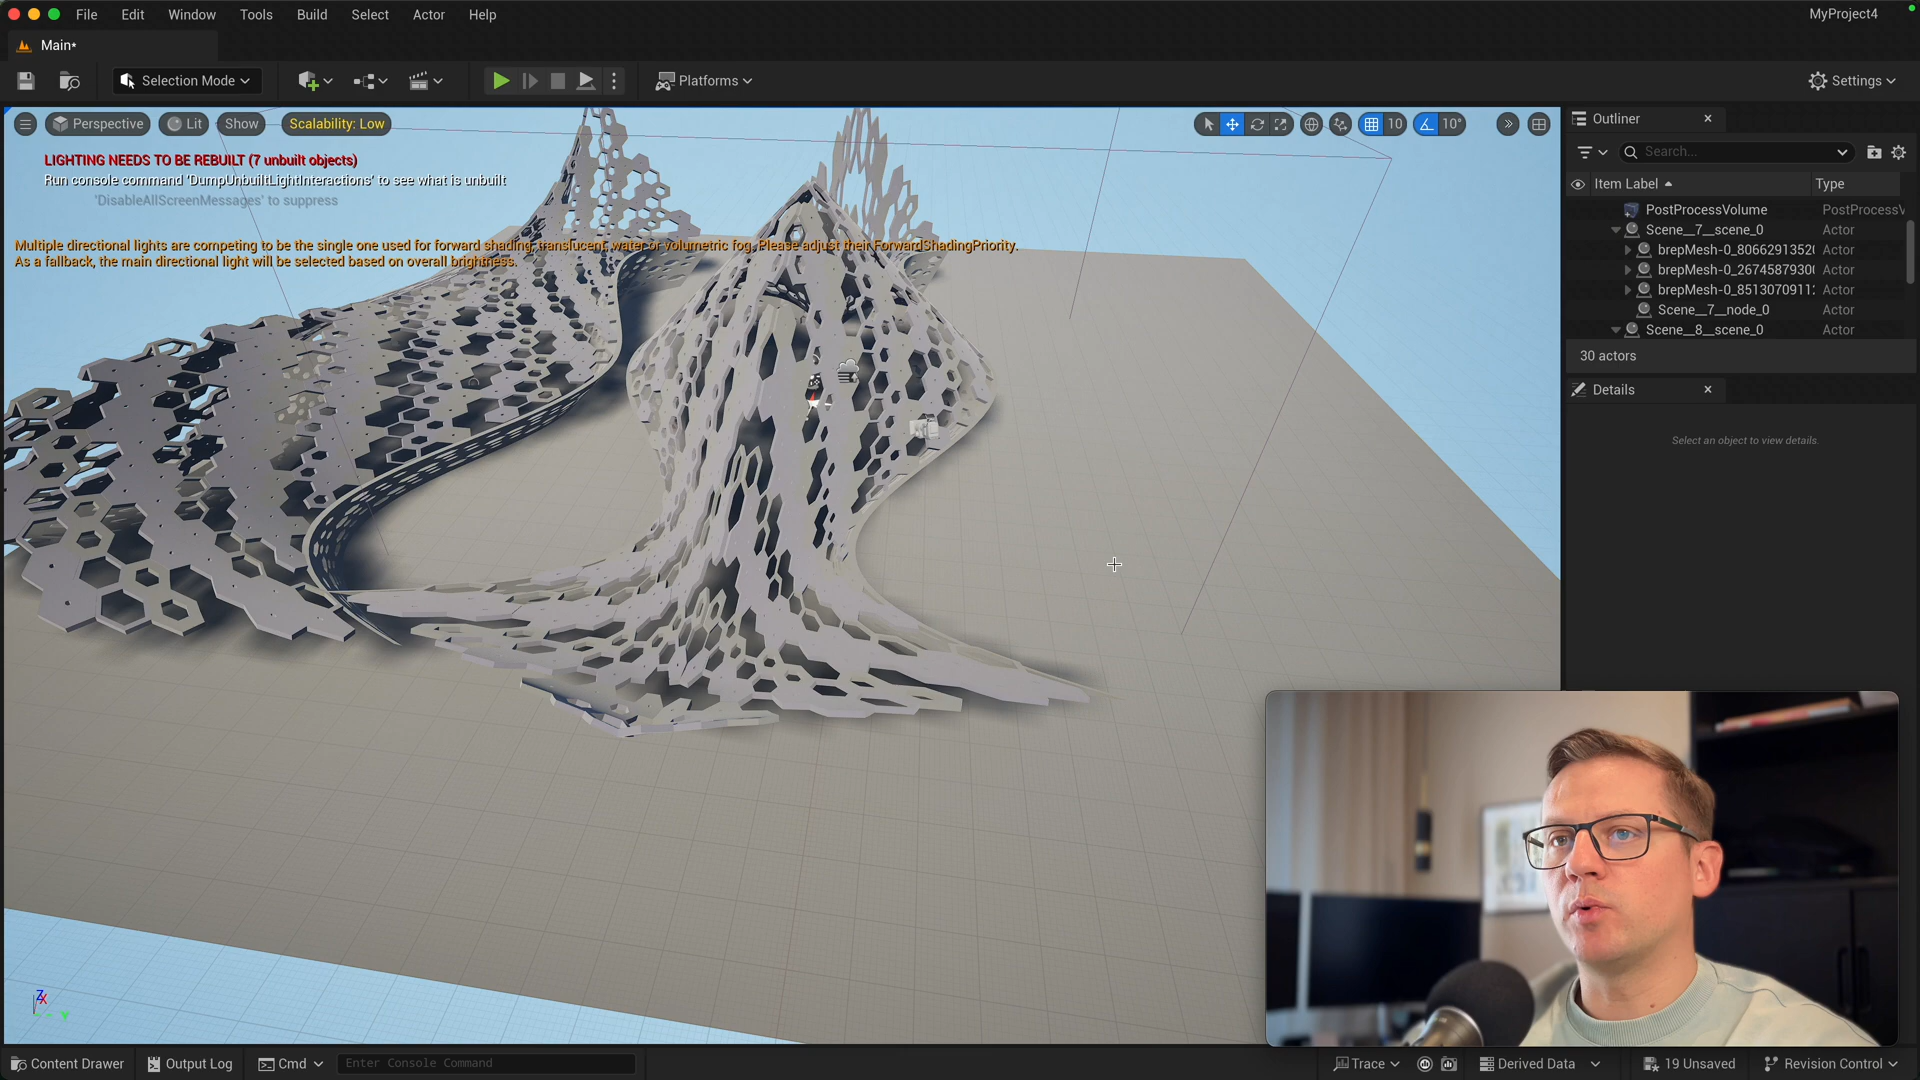 File Edit Window Tools Build Select Actor Help
MyProject4
Main*
Selection Mode
Platforms
Settings
Perspective Lit Show Scalability: Low
10 10°
LIGHTING NEEDS TO BE REBUILT (7 unbuilt objects)
Run console command 'DumpUnbuiltLightInteractions' to see what is unbuilt
'DisableAllScreenMessages' to suppress
Multiple directional lights are competing to be the single one used for forward shading, translucent, water or volumetric fog. Please adjust their ForwardShadingPriority.
As a fallback, the main directional light will be selected based on overall brightness.
Outliner
Search...
Item Label Type
PostProcessVolume PostProcessV
Scene__7__scene_0 Actor
brepMesh-0_8066291352( Actor
brepMesh-0_2674587930( Actor
brepMesh-0_8513070911: Actor
Scene__7__node_0 Actor
Scene__8__scene_0 Actor
30 actors
Details
Select an object to view details.
Z X Y
Content Drawer Output Log Cmd Enter Console Command Trace Derived Data 19 Unsaved Revision Control